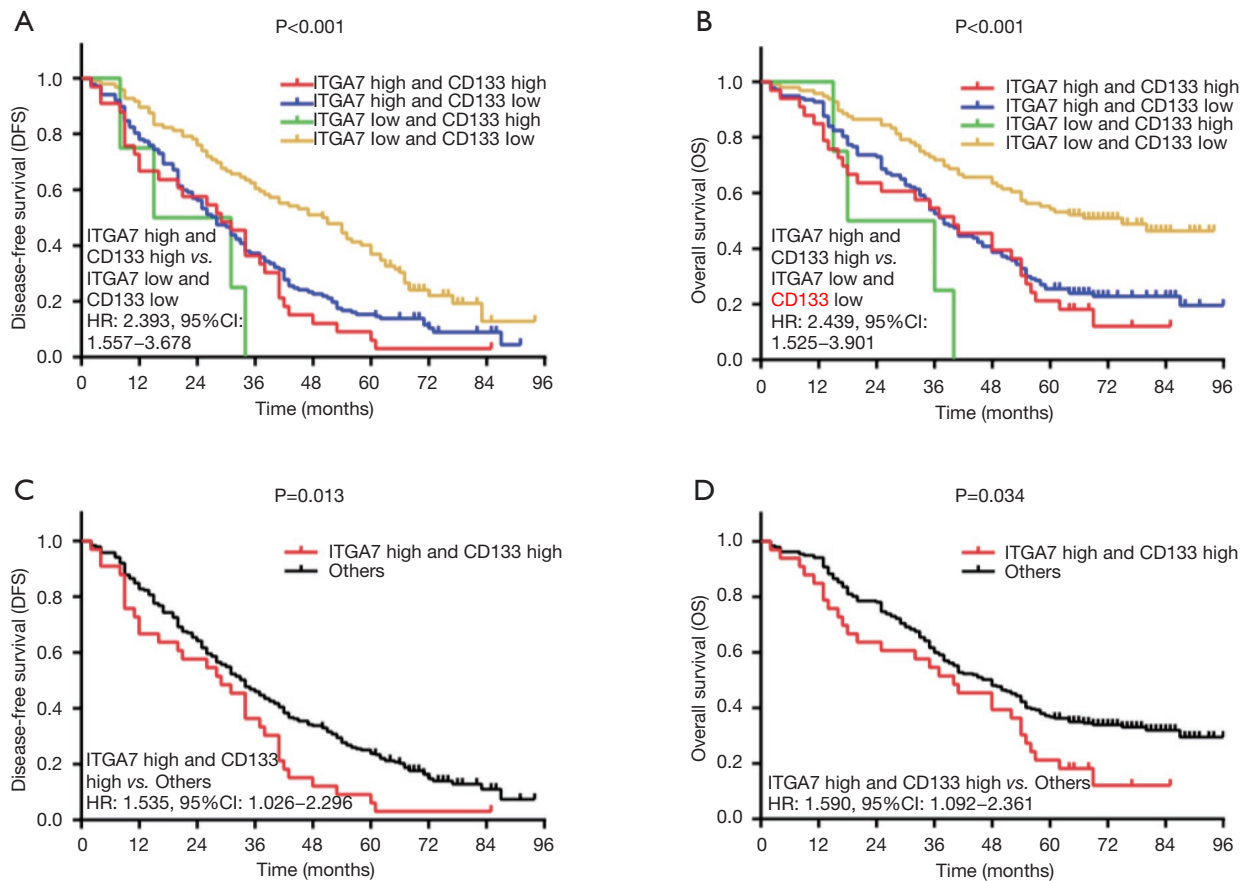 A
P<0.001
1.0
0.8
0.6
0.4
0.2
0.0
Disease-free survival (DFS)
ITGA7 high and CD133 high
ITGA7 high and CD133 low
ITGA7 low and CD133 high
ITGA7 low and CD133 low
ITGA7 high and
CD133 high vs.
ITGA7 low and
CD133 low
HR: 2.393, 95%CI:
1.557–3.678
0 12 24 36 48 60 72 84 96
Time (months)
B
P<0.001
1.0
0.8
0.6
0.4
0.2
0.0
Overall survival (OS)
ITGA7 high and CD133 high
ITGA7 high and CD133 low
ITGA7 low and CD133 high
ITGA7 low and CD133 low
ITGA7 high and
CD133 high vs.
ITGA7 low and
CD133 low
HR: 2.439, 95%CI:
1.525–3.901
0 12 24 36 48 60 72 84 96
Time (months)
C
P=0.013
1.0
0.8
0.6
0.4
0.2
0.0
Disease-free survival (DFS)
ITGA7 high and CD133 high
Others
ITGA7 high and CD133
high vs. Others
HR: 1.535, 95%CI: 1.026–2.296
0 12 24 36 48 60 72 84 96
Time (months)
D
P=0.034
1.0
0.8
0.6
0.4
0.2
0.0
Overall survival (OS)
ITGA7 high and CD133 high
Others
ITGA7 high and CD133 high vs. Others
HR: 1.590, 95%CI: 1.092–2.361
0 12 24 36 48 60 72 84 96
Time (months)